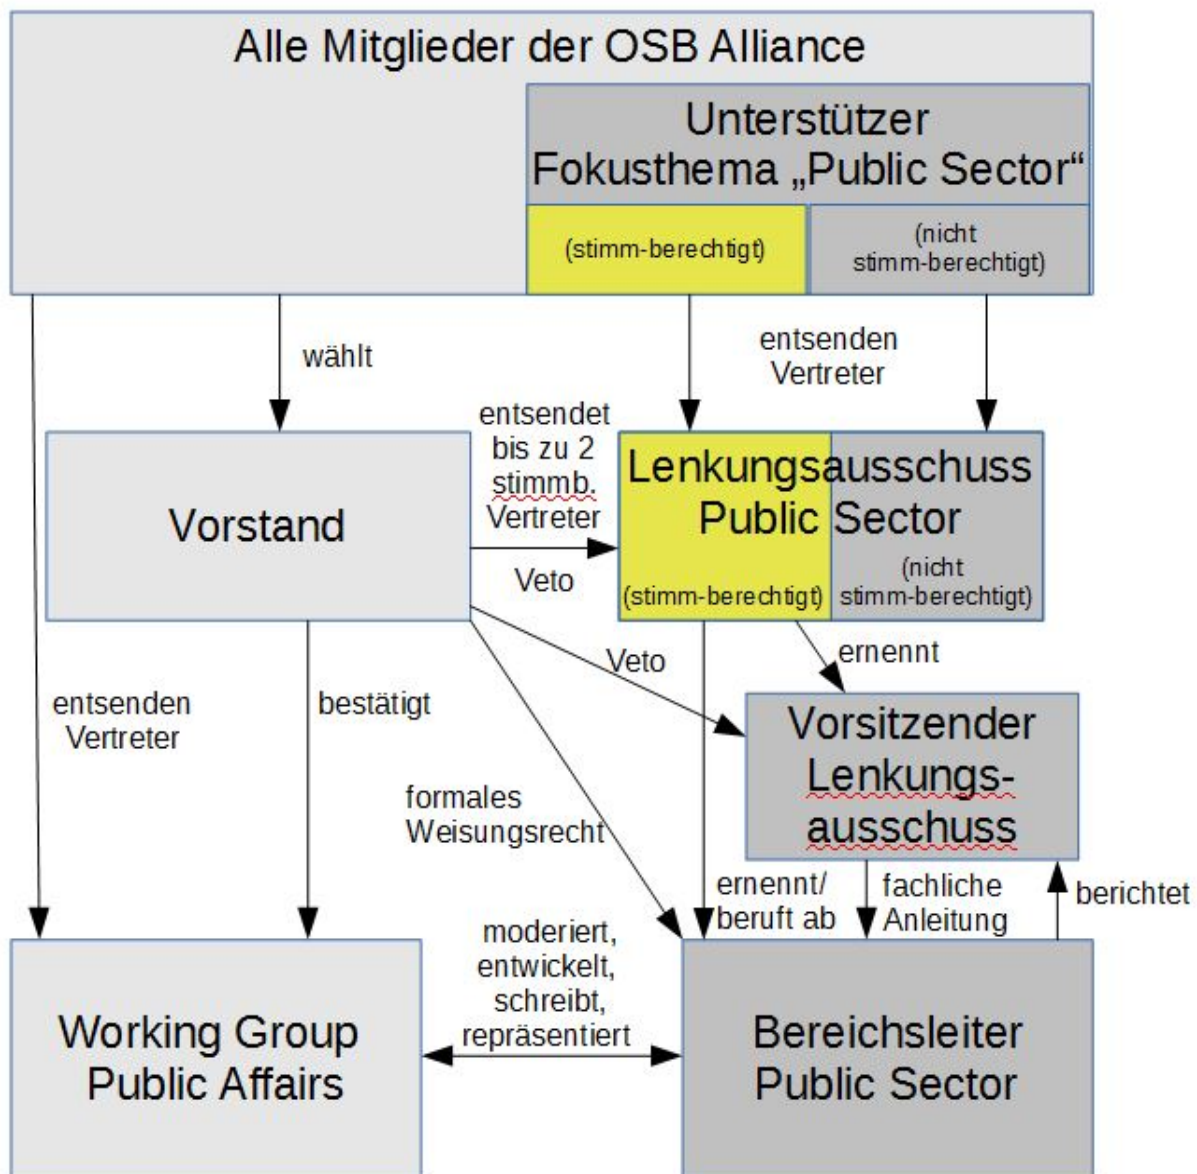 Alle Mitglieder der OSB Alliance
Unterstützer
Fokusthema „Public Sector“
(stimm-berechtigt)
(nicht
stimm-berechtigt)
wählt
entsenden
Vertreter
entsendet
bis zu 2
stimmb.
Vertreter
Veto
Vorstand
Lenkungsausschuss
Public Sector
(stimm-berechtigt)
(nicht
stimm-berechtigt)
Veto
ernennt
entsenden
Vertreter
bestätigt
Vorsitzender
Lenkungs-
ausschuss
formales
Weisungsrecht
ernennt/
beruft ab
fachliche
Anleitung
berichtet
moderiert,
entwickelt,
schreibt,
repräsentiert
Working Group
Public Affairs
Bereichsleiter
Public Sector